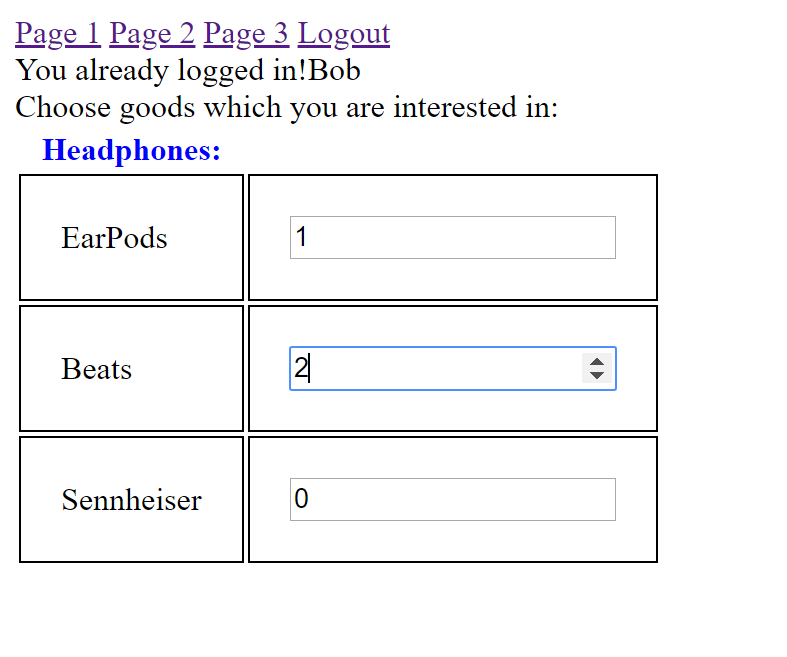 Page 1 Page 2 Page 3 Logout
You already logged in!Bob
Choose goods which you are interested in:
Headphones:
EarPods 1
Beats 2
Sennheiser 0